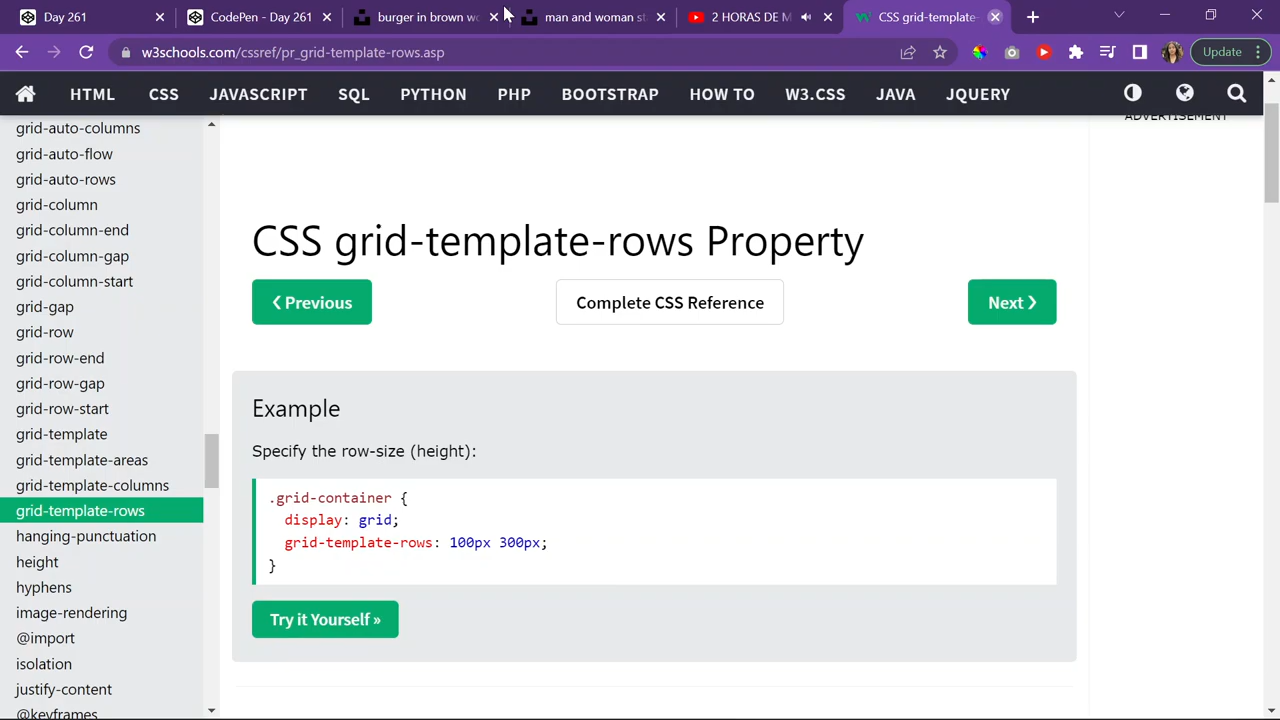 Day 261
CodePen - Day 261
burger in brown wo
man and woman st
2 HORAS DE M
CSS grid-template-
w3schools.com/cssref/pr_grid-template-rows.asp
Update
HTML CSS JAVASCRIPT SQL PYTHON PHP BOOTSTRAP HOW TO W3.CSS JAVA JQUERY
ADVERTISEMENT
grid-auto-columns
grid-auto-flow
grid-auto-rows
grid-column
grid-column-end
grid-column-gap
grid-column-start
grid-gap
grid-row
grid-row-end
grid-row-gap
grid-row-start
grid-template
grid-template-areas
grid-template-columns
grid-template-rows
hanging-punctuation
height
hyphens
image-rendering
@import
isolation
justify-content
@keyframes
CSS grid-template-rows Property
❮ Previous
Complete CSS Reference
Next ❯
Example
Specify the row-size (height):
.grid-container {
display: grid;
grid-template-rows: 100px 300px;
}
Try it Yourself »